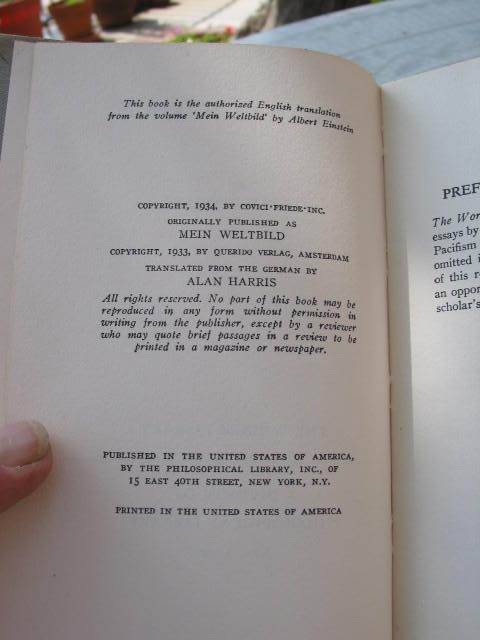 This book is the authorized English translation
from the volume 'Mein Weltbild' by Albert Einstein
COPYRIGHT, 1934, BY COVICI·FRIEDE·INC.
ORIGINALLY PUBLISHED AS
MEIN WELTBILD
COPYRIGHT, 1933, BY QUERIDO VERLAG, AMSTERDAM
TRANSLATED FROM THE GERMAN BY
ALAN HARRIS
All rights reserved. No part of this book may be
reproduced in any form without permission in
writing from the publisher, except by a reviewer
who may quote brief passages in a review to be
printed in a magazine or newspaper.
PUBLISHED IN THE UNITED STATES OF AMERICA,
BY THE PHILOSOPHICAL LIBRARY, INC., OF
15 EAST 40TH STREET, NEW YORK, N.Y.
PRINTED IN THE UNITED STATES OF AMERICA
PREF
The Wor
essays by
Pacifism
omitted i
of this r
an oppor
scholar's